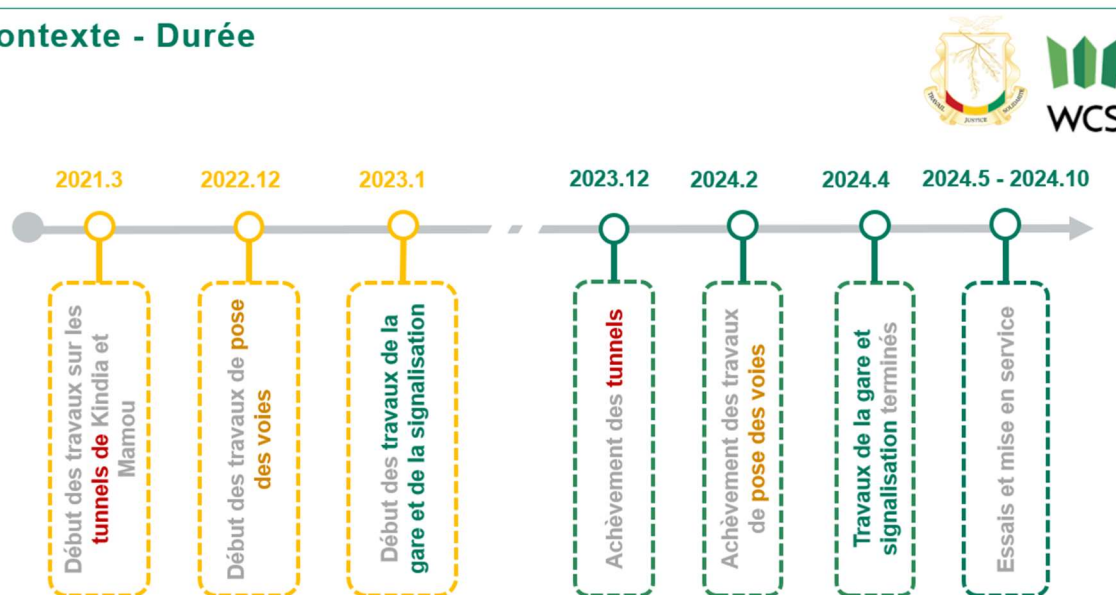 ontexte - Durée
TRAVAIL
JUSTICE
SOLIDARITÉ
WCS
2021.3
2022.12
2023.1
2023.12
2024.2
2024.4
2024.5 - 2024.10
Début des travaux sur les
tunnels de Kindia et
Mamou
Début des travaux de pose
des voies
Début des travaux de la
gare et de la signalisation
Achèvement des tunnels
Achèvement des travaux
de pose des voies
Travaux de la gare et
signalisation terminés
Essais et mise en service